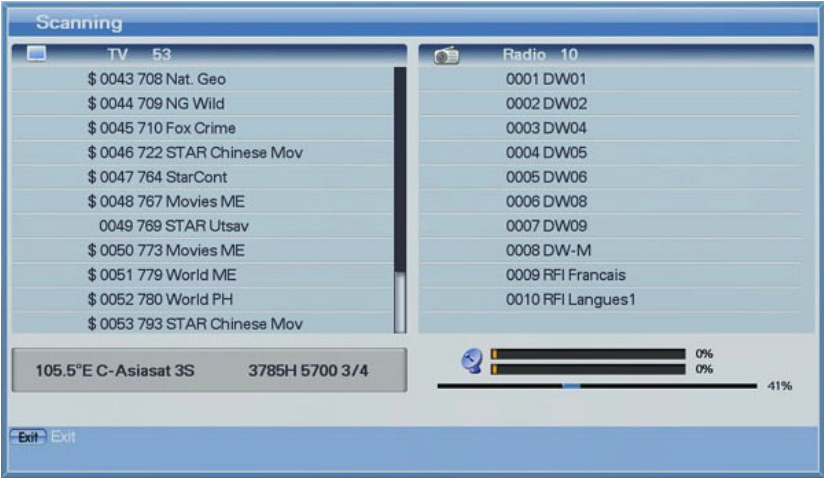 Scanning
TV 53
$ 0043 708 Nat. Geo
$ 0044 709 NG Wild
$ 0045 710 Fox Crime
$ 0046 722 STAR Chinese Mov
$ 0047 764 StarCont
$ 0048 767 Movies ME
0049 769 STAR Utsav
$ 0050 773 Movies ME
$ 0051 779 World ME
$ 0052 780 World PH
$ 0053 793 STAR Chinese Mov
Radio 10
0001 DW01
0002 DW02
0003 DW04
0004 DW05
0005 DW06
0006 DW08
0007 DW09
0008 DW-M
0009 RFI Francais
0010 RFI Langues1
105.5°E C-Asiasat 3S 3785H 5700 3/4
0%
0%
41%
Exit Exit